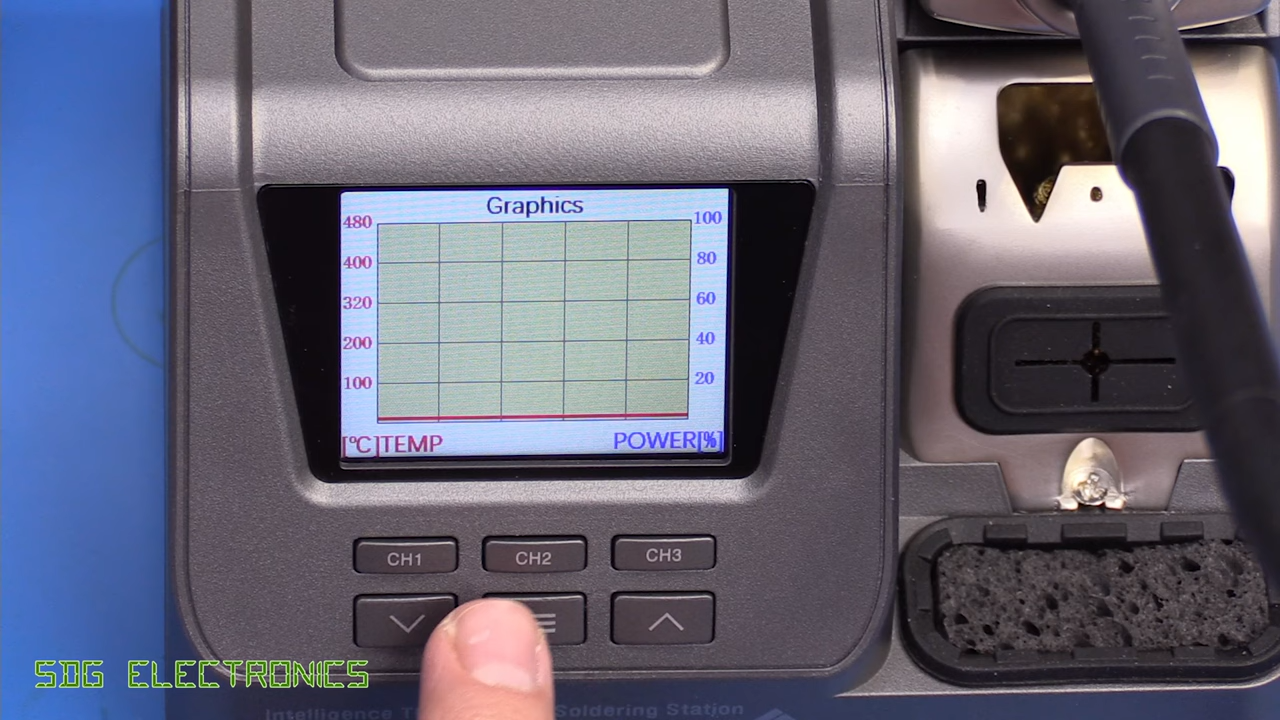 Graphics
480
400
320
200
100
100
80
60
40
20
[°C]TEMP
POWER[%]
CH1
CH2
CH3
SDG ELECTRONICS
Intelligence
Soldering Station